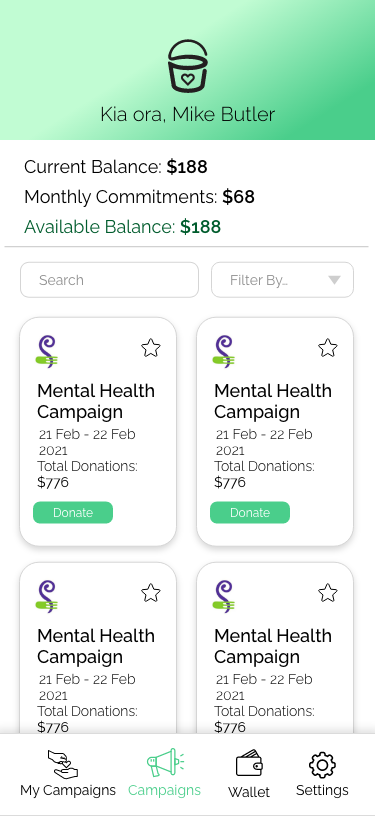 Kia ora, Mike Butler
Current Balance: $188
Monthly Commitments: $68
Available Balance: $188
Search
Filter By...
Mental Health
Campaign
21 Feb - 22 Feb
2021
Total Donations:
$776
Donate
Mental Health
Campaign
21 Feb - 22 Feb
2021
Total Donations:
$776
Donate
Mental Health
Campaign
21 Feb - 22 Feb
2021
Total Donations:
$776
Mental Health
Campaign
21 Feb - 22 Feb
2021
Total Donations:
$776
My Campaigns
Campaigns
Wallet
Settings